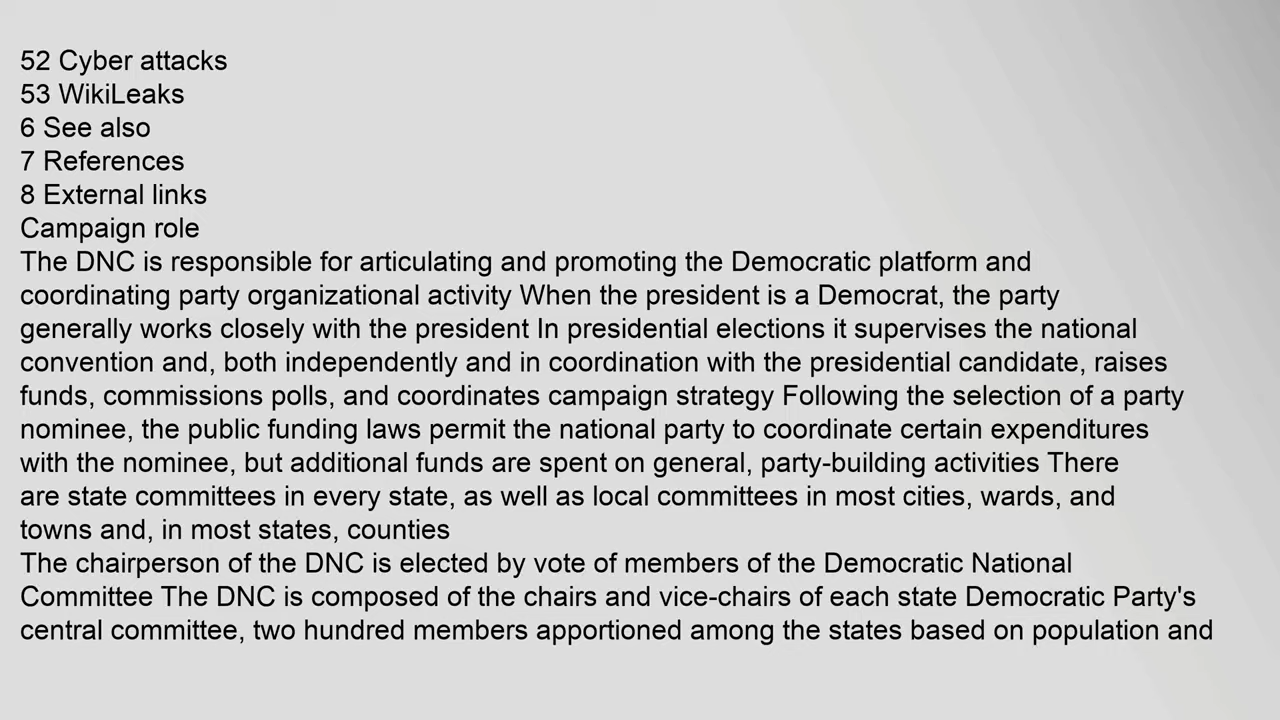 52 Cyber attacks
53 WikiLeaks
6 See also
7 References
8 External links
Campaign role
The DNC is responsible for articulating and promoting the Democratic platform and
coordinating party organizational activity When the president is a Democrat, the party
generally works closely with the president In presidential elections it supervises the national
convention and, both independently and in coordination with the presidential candidate, raises
funds, commissions polls, and coordinates campaign strategy Following the selection of a party
nominee, the public funding laws permit the national party to coordinate certain expenditures
with the nominee, but additional funds are spent on general, party-building activities There
are state committees in every state, as well as local committees in most cities, wards, and
towns and, in most states, counties
The chairperson of the DNC is elected by vote of members of the Democratic National
Committee The DNC is composed of the chairs and vice-chairs of each state Democratic Party's
central committee, two hundred members apportioned among the states based on population and